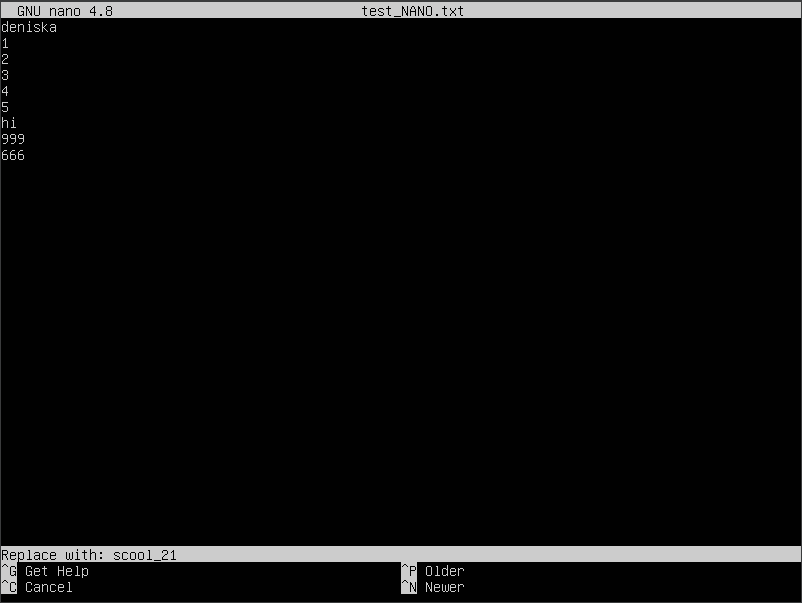 GNU nano 4.8 test_NANO.txt
deniska
1
2
3
4
5
hi
999
666
Replace with: scool_21
^G Get Help ^P Older
^C Cancel ^N Newer